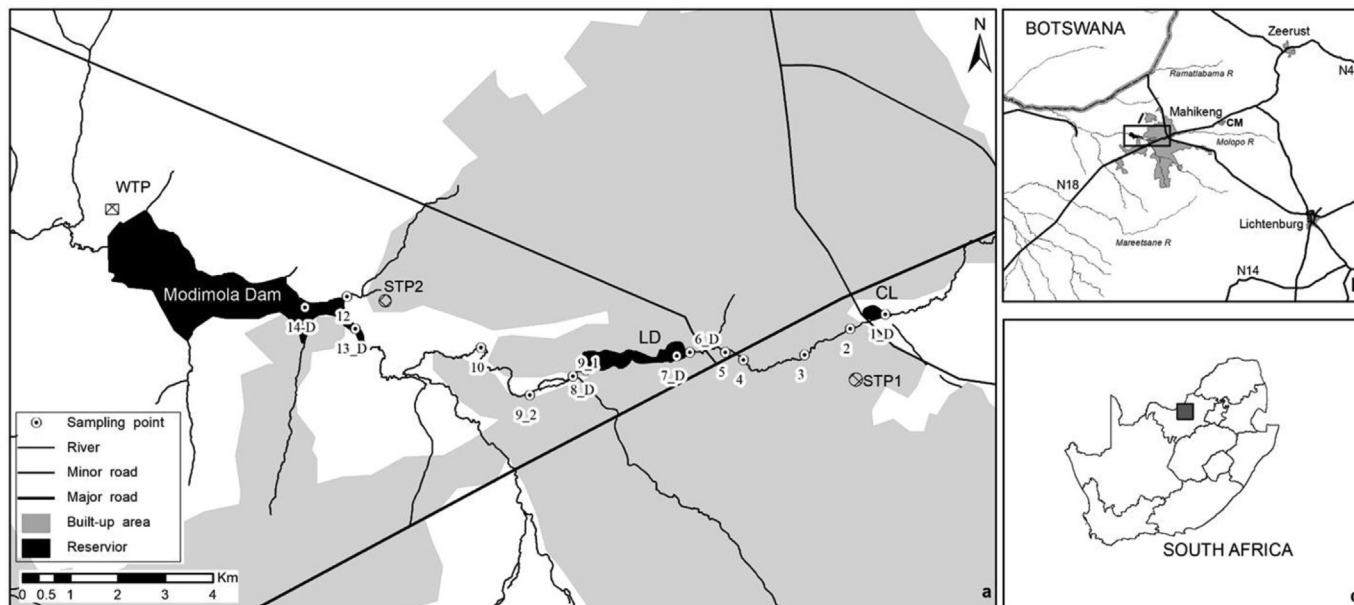 N
WTP
STP2
Modimola Dam
CL
14-D
12
13_D
LD
6_D
1_D
2
10
9_1
7_D
5
4
3
8_D
STP1
9_2
Sampling point
River
Minor road
Major road
Built-up area
Reservior
Km
0 0.5 1 2 3 4
a
BOTSWANA
Zeerust
Ramatlabama R
N4
Mahikeng
CM
Molopo R
N18
Lichtenburg
Mareetsane R
N14
SOUTH AFRICA